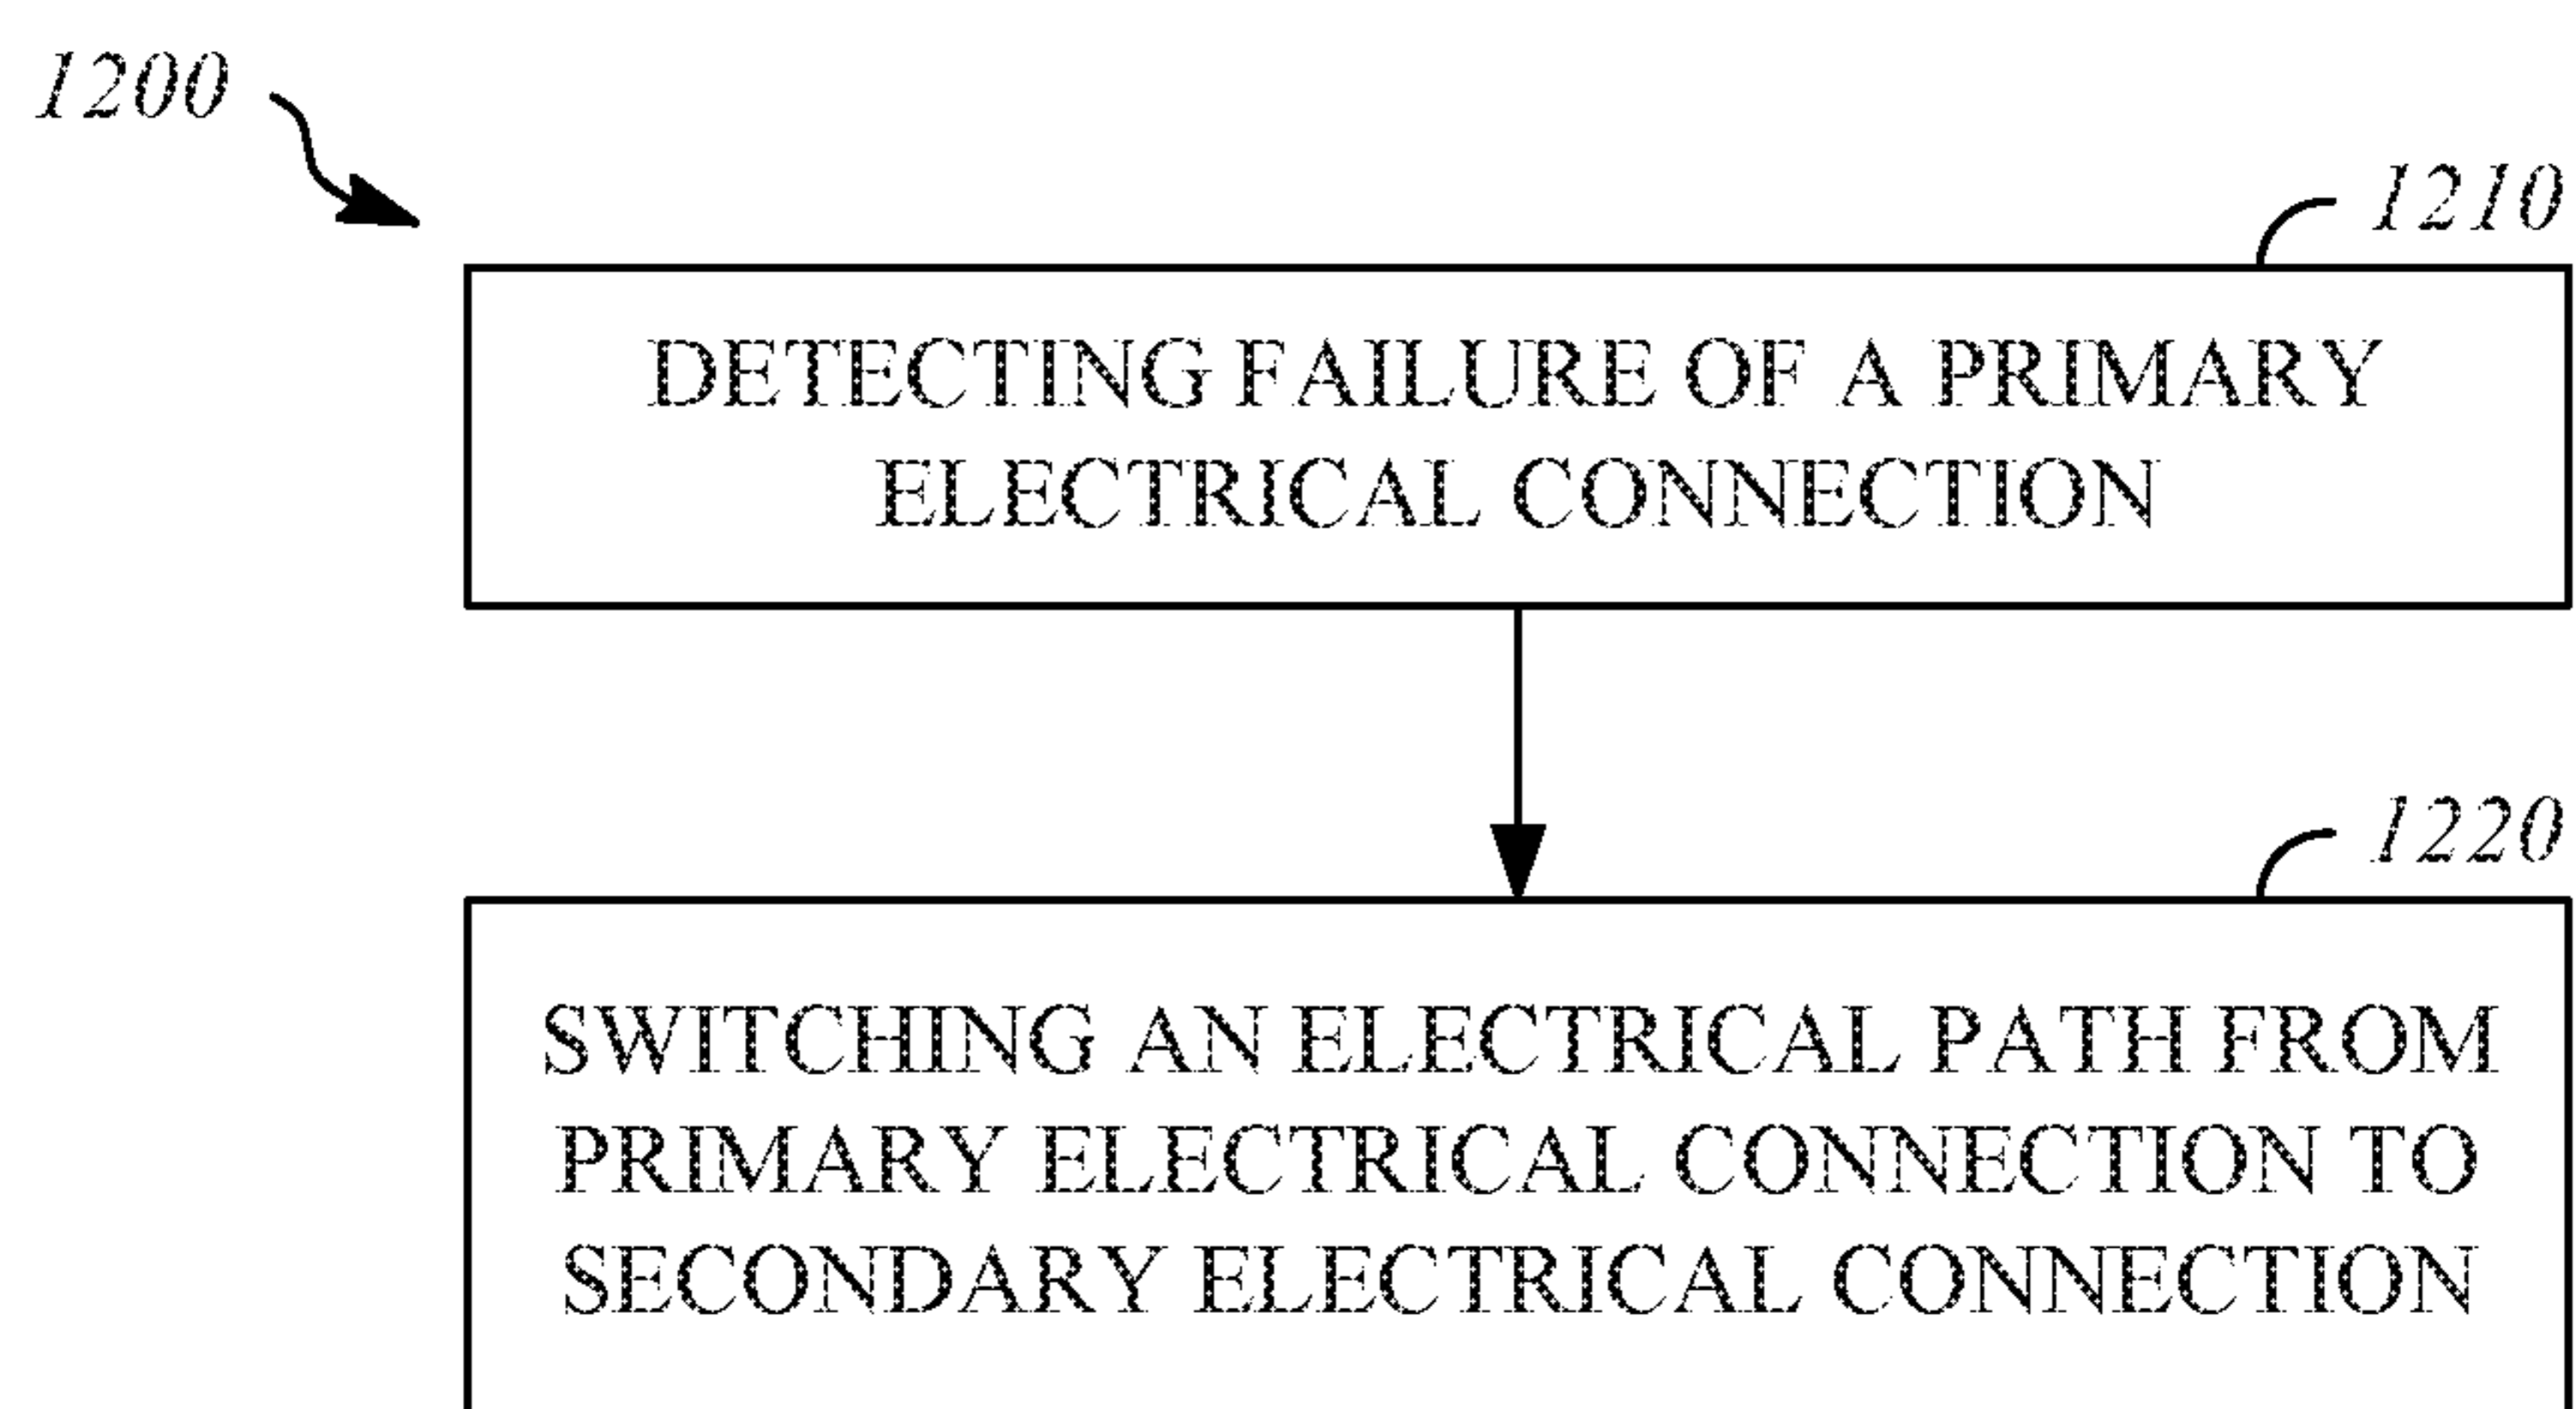 1200
1210
DETECTING FAILURE OF A PRIMARY
ELECTRICAL CONNECTION
1220
SWITCHING AN ELECTRICAL PATH FROM
PRIMARY ELECTRICAL CONNECTION TO
SECONDARY ELECTRICAL CONNECTION